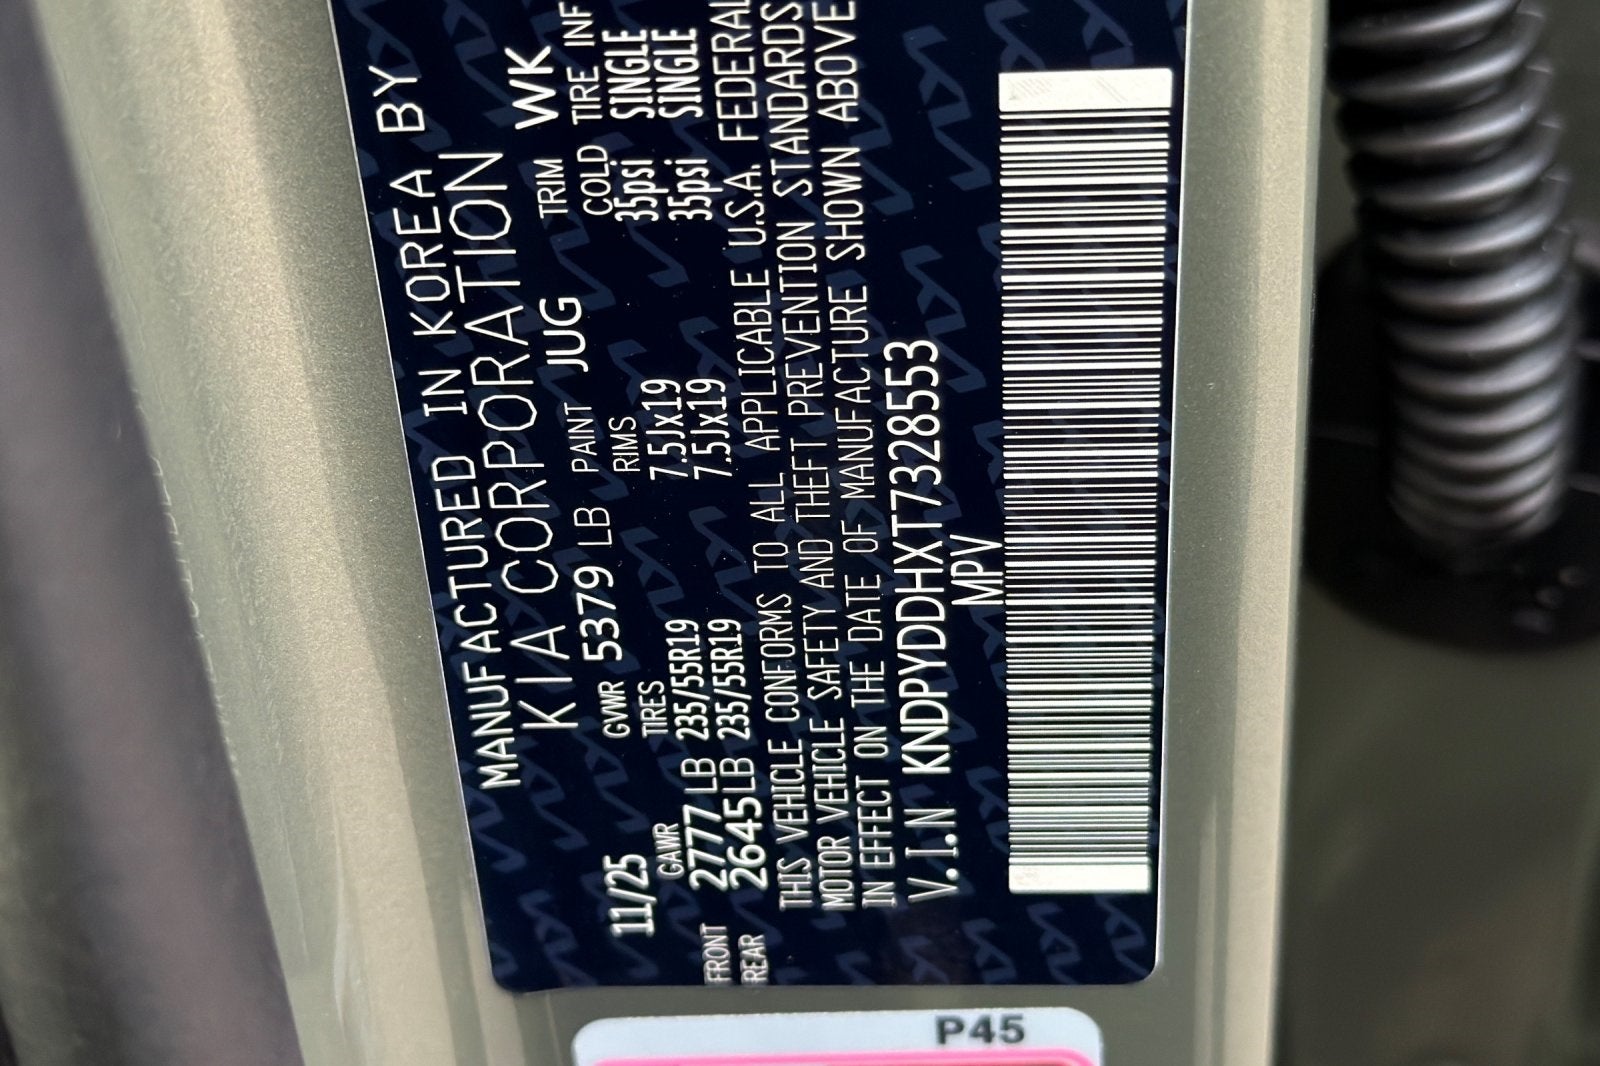 MANUFACTURED IN KOREA BY
KIA CORPORATION
11/25 GVWR 5379 LB PAINT JUG TRIM WK
GAWR TIRES RIMS COLD TIRE INF
FRONT 2777 LB 235/55R19 7.5Jx19 35psi SINGLE
REAR 2645 LB 235/55R19 7.5Jx19 35psi SINGLE
THIS VEHICLE CONFORMS TO ALL APPLICABLE U.S.A. FEDERAL
MOTOR VEHICLE SAFETY AND THEFT PREVENTION STANDARDS
IN EFFECT ON THE DATE OF MANUFACTURE SHOWN ABOVE
V.I.N KNDPYDDHXT7328553
MPV
P45